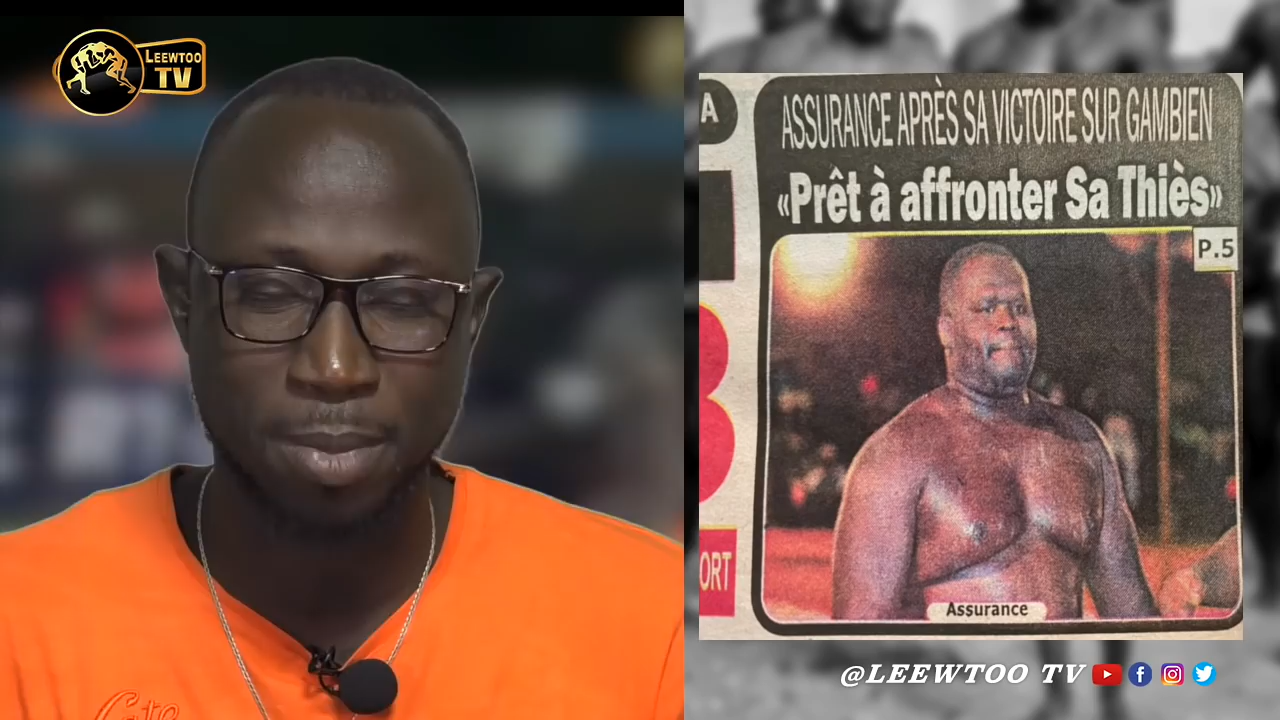 LEEWTOO
TV
A
ASSURANCE APRÈS SA VICTOIRE SUR GAMBIEN
«Prêt à affronter Sa Thiès»
P.5
ORT
Assurance
@LEEWTOO TV